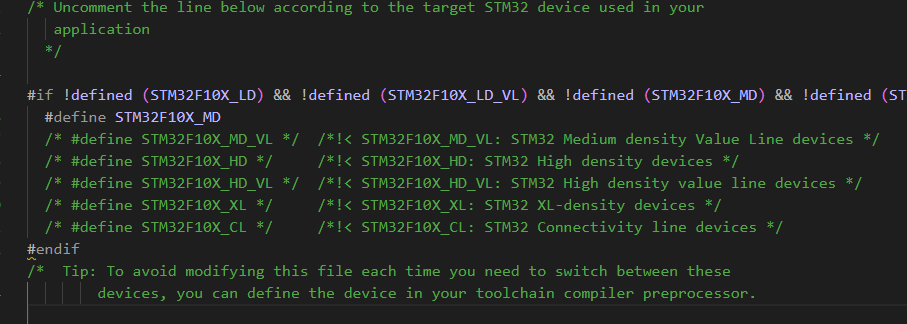 /* Uncomment the line below according to the target STM32 device used in your
application
*/
#if !defined (STM32F10X_LD) && !defined (STM32F10X_LD_VL) && !defined (STM32F10X_MD) && !defined (ST
#define STM32F10X_MD
/* #define STM32F10X_MD_VL */ /*!< STM32F10X_MD_VL: STM32 Medium density Value Line devices */
/* #define STM32F10X_HD */ /*!< STM32F10X_HD: STM32 High density devices */
/* #define STM32F10X_HD_VL */ /*!< STM32F10X_HD_VL: STM32 High density value line devices */
/* #define STM32F10X_XL */ /*!< STM32F10X_XL: STM32 XL-density devices */
/* #define STM32F10X_CL */ /*!< STM32F10X_CL: STM32 Connectivity line devices */
#endif
/* Tip: To avoid modifying this file each time you need to switch between these
devices, you can define the device in your toolchain compiler preprocessor.